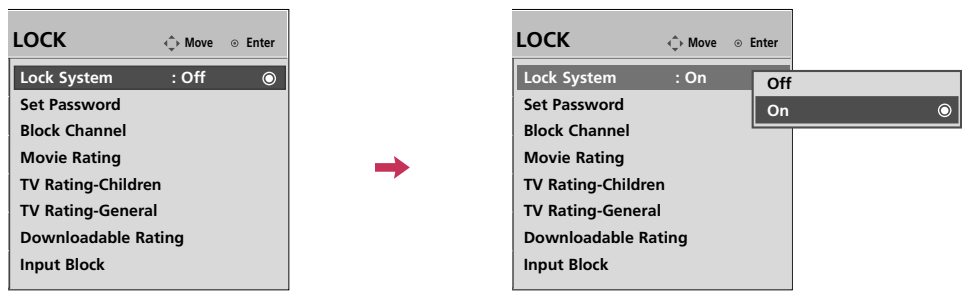 LOCK Move Enter
Lock System : Off
Set Password
Block Channel
Movie Rating
TV Rating-Children
TV Rating-General
Downloadable Rating
Input Block
LOCK Move Enter
Lock System : On
Set Password
Block Channel
Movie Rating
TV Rating-Children
TV Rating-General
Downloadable Rating
Input Block
Off
On